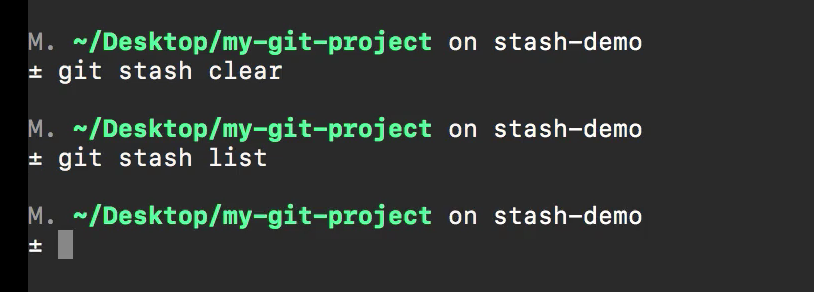 M. ~/Desktop/my-git-project on stash-demo
± git stash clear
M. ~/Desktop/my-git-project on stash-demo
± git stash list
M. ~/Desktop/my-git-project on stash-demo
±